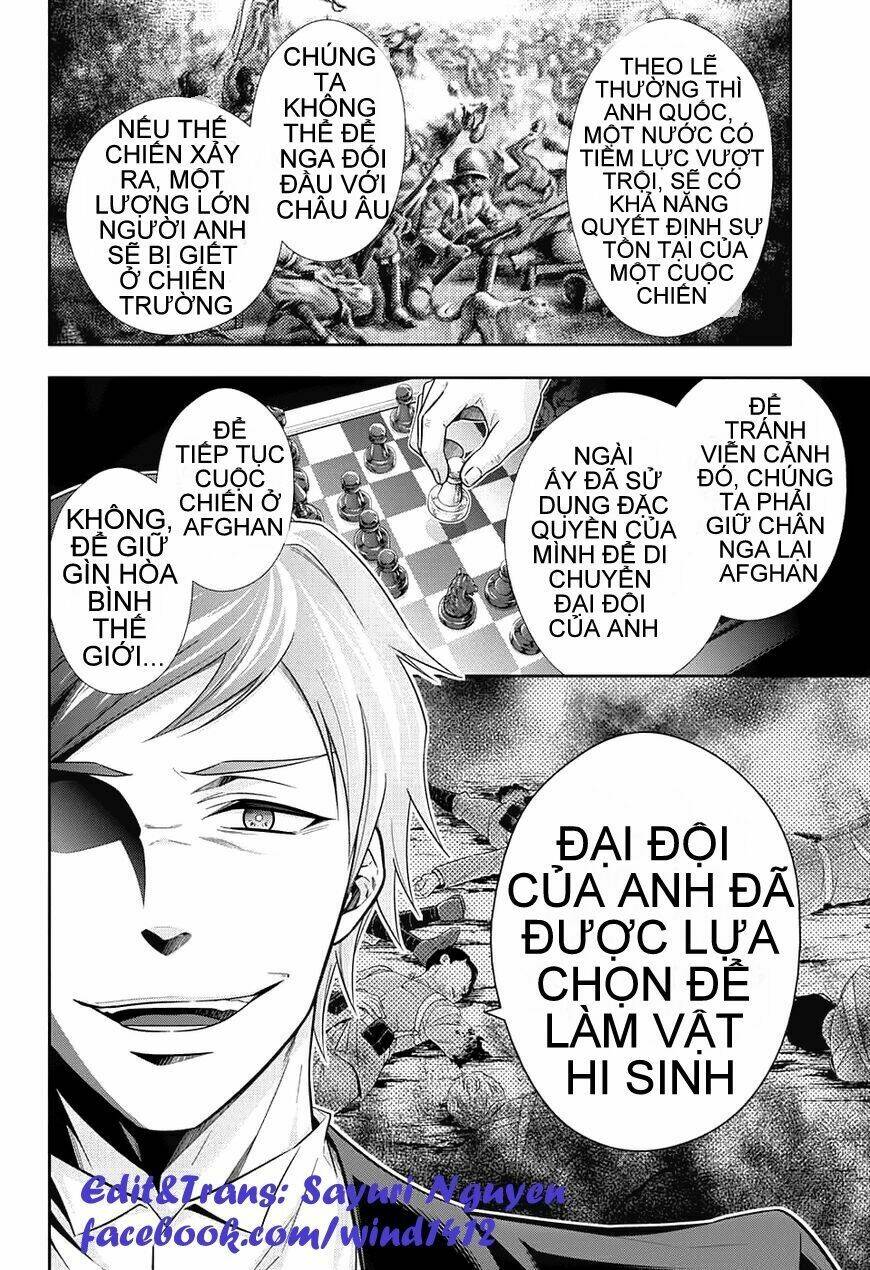 THEO LẼ
THƯỜNG THÌ
ANH QUỐC,
MỘT NƯỚC CÓ
TIỀM LỰC VƯỢT
TRỘI, SẼ CÓ
KHẢ NĂNG
QUYẾT ĐỊNH SỰ
TỒN TẠI CỦA
MỘT CUỘC
CHIẾN
CHÚNG
TA
KHÔNG
THỂ ĐỂ
NGA ĐỐI
ĐẦU VỚI
CHÂU ÂU
NẾU THẾ
CHIẾN XẢY
RA, MỘT
LƯỢNG LỚN
NGƯỜI ANH
SẼ BỊ GIẾT
Ở CHIẾN
TRƯỜNG
ĐỂ
TRÁNH
VIỄN CẢNH
ĐÓ, CHÚNG
TA PHẢI
GIỮ CHÂN
NGA LẠI
AFGHAN
NGÀI
ẤY ĐÃ SỬ
DỤNG ĐẶC
QUYỀN CỦA
MÌNH ĐỂ DI
CHUYỂN
ĐẠI ĐỘI
CỦA ANH
ĐỂ
TIẾP TỤC
CUỘC
CHIẾN Ở
AFGHAN
KHÔNG,
ĐỂ GIỮ
GÌN HÒA
BÌNH
THẾ
GIỚI...
ĐẠI ĐỘI
CỦA ANH ĐÃ
ĐƯỢC LỰA
CHỌN ĐỂ
LÀM VẬT
HI SINH
Edit&Trans: Sayuri Nguyen
facebook.com/wind1412